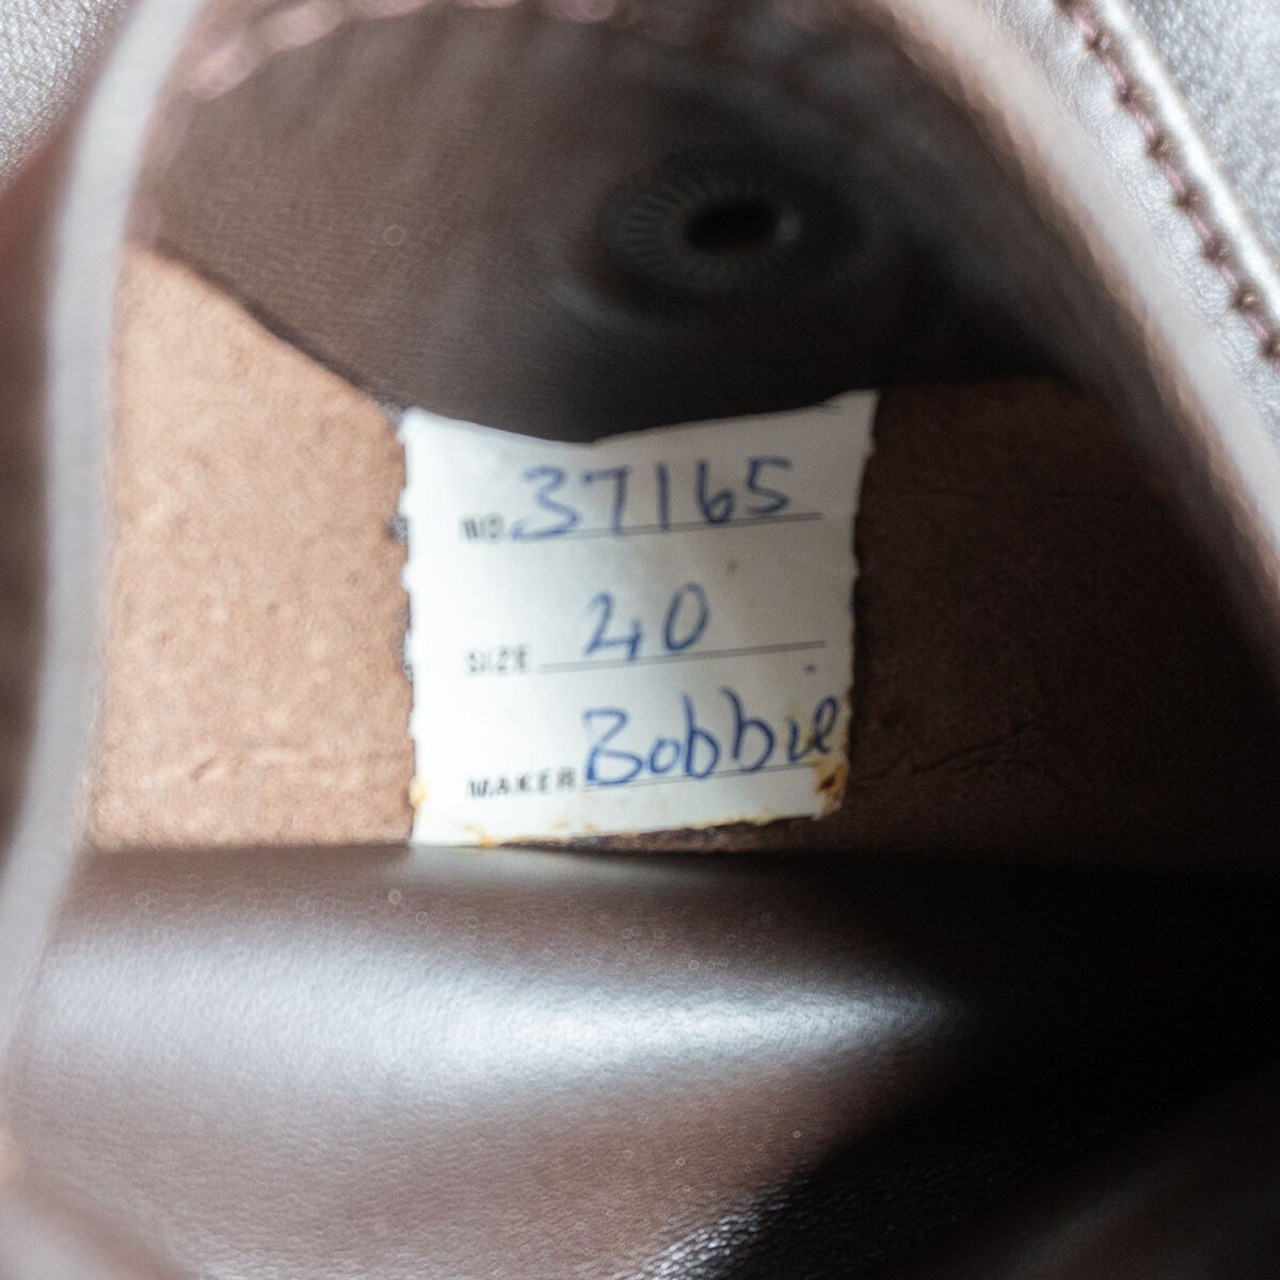 NO. 37165
SIZE 40
MAKER Bobbie